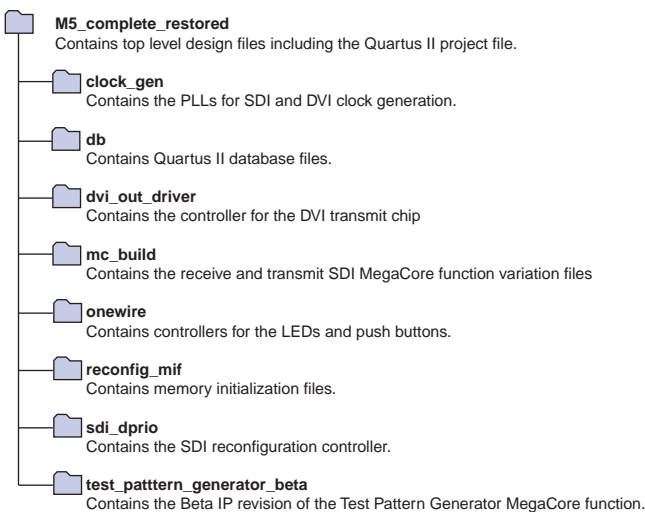 M5_complete_restored
Contains top level design files including the Quartus II project file.
clock_gen
Contains the PLLs for SDI and DVI clock generation.
db
Contains Quartus II database files.
dvi_out_driver
Contains the controller for the DVI transmit chip
mc_build
Contains the receive and transmit SDI MegaCore function variation files
onewire
Contains controllers for the LEDs and push buttons.
reconfig_mif
Contains memory initialization files.
sdi_dprio
Contains the SDI reconfiguration controller.
test_patttern_generator_beta
Contains the Beta IP revision of the Test Pattern Generator MegaCore function.